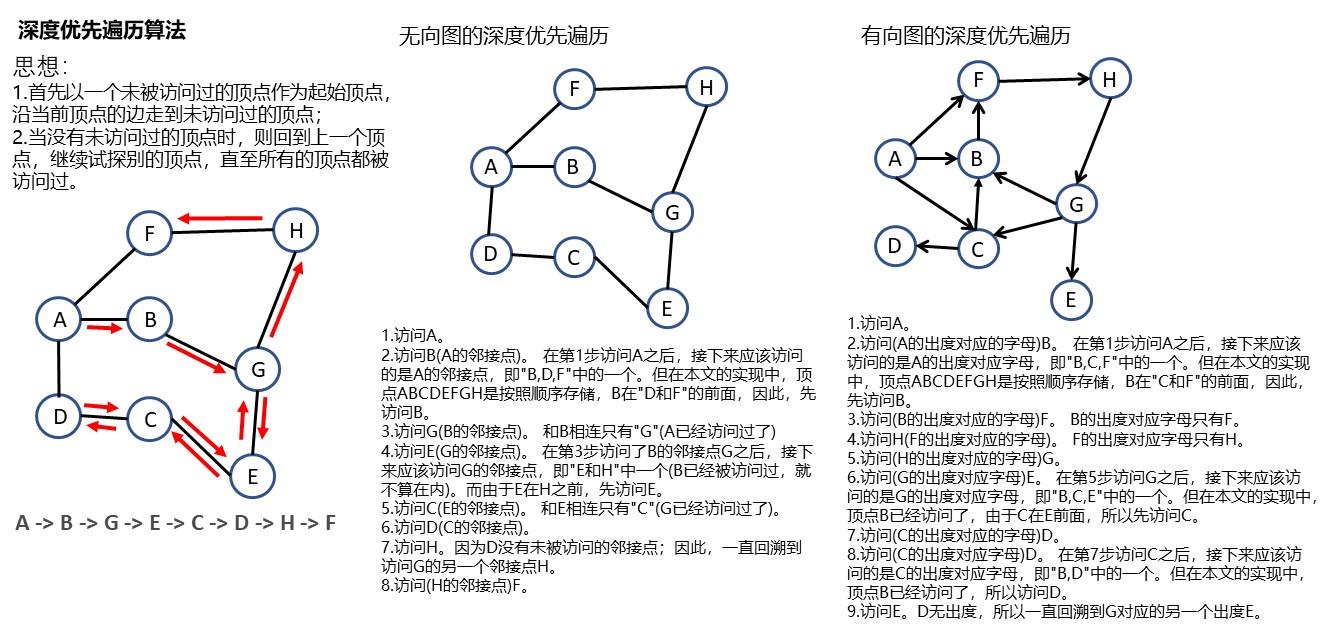 深度优先遍历算法
思想：
1.首先以一个未被访问过的顶点作为起始顶点，
沿当前顶点的边走到未访问过的顶点；
2.当没有未访问过的顶点时，则回到上一个顶
点，继续试探别的顶点，直至所有的顶点都被
访问过。
F
H
A
B
G
D
C
E
A -> B -> G -> E -> C -> D -> H -> F
无向图的深度优先遍历
F
H
A
B
G
D
C
E
1.访问A。
2.访问B(A的邻接点)。 在第1步访问A之后，接下来应该访问
的是A的邻接点，即"B,D,F"中的一个。但在本文的实现中，顶
点ABCDEFGH是按照顺序存储，B在"D和F"的前面，因此，先
访问B。
3.访问G(B的邻接点)。 和B相连只有"G"(A已经访问过了)
4.访问E(G的邻接点)。 在第3步访问了B的邻接点G之后，接下
来应该访问G的邻接点，即"E和H"中一个(B已经被访问过，就
不算在内)。而由于E在H之前，先访问E。
5.访问C(E的邻接点)。 和E相连只有"C"(G已经访问过了)。
6.访问D(C的邻接点)。
7.访问H。因为D没有未被访问的邻接点；因此，一直回溯到
访问G的另一个邻接点H。
8.访问(H的邻接点)F。
有向图的深度优先遍历
F
H
A
B
G
D
C
E
1.访问A。
2.访问(A的出度对应的字母)B。 在第1步访问A之后，接下来应该
访问的是A的出度对应字母，即"B,C,F"中的一个。但在本文的实现
中，顶点ABCDEFGH是按照顺序存储，B在"C和F"的前面，因此，
先访问B。
3.访问(B的出度对应的字母)F。 B的出度对应字母只有F。
4.访问H(F的出度对应的字母)。 F的出度对应字母只有H。
5.访问(H的出度对应的字母)G。
6.访问(G的出度对应字母)E。 在第5步访问G之后，接下来应该访
问的是G的出度对应字母，即"B,C,E"中的一个。但在本文的实现中，
顶点B已经访问了，由于C在E前面，所以先访问C。
7.访问(C的出度对应的字母)D。
8.访问(C的出度对应字母)D。 在第7步访问C之后，接下来应该访
问的是C的出度对应字母，即"B,D"中的一个。但在本文的实现中，
顶点B已经访问了，所以访问D。
9.访问E。D无出度，所以一直回溯到G对应的另一个出度E。